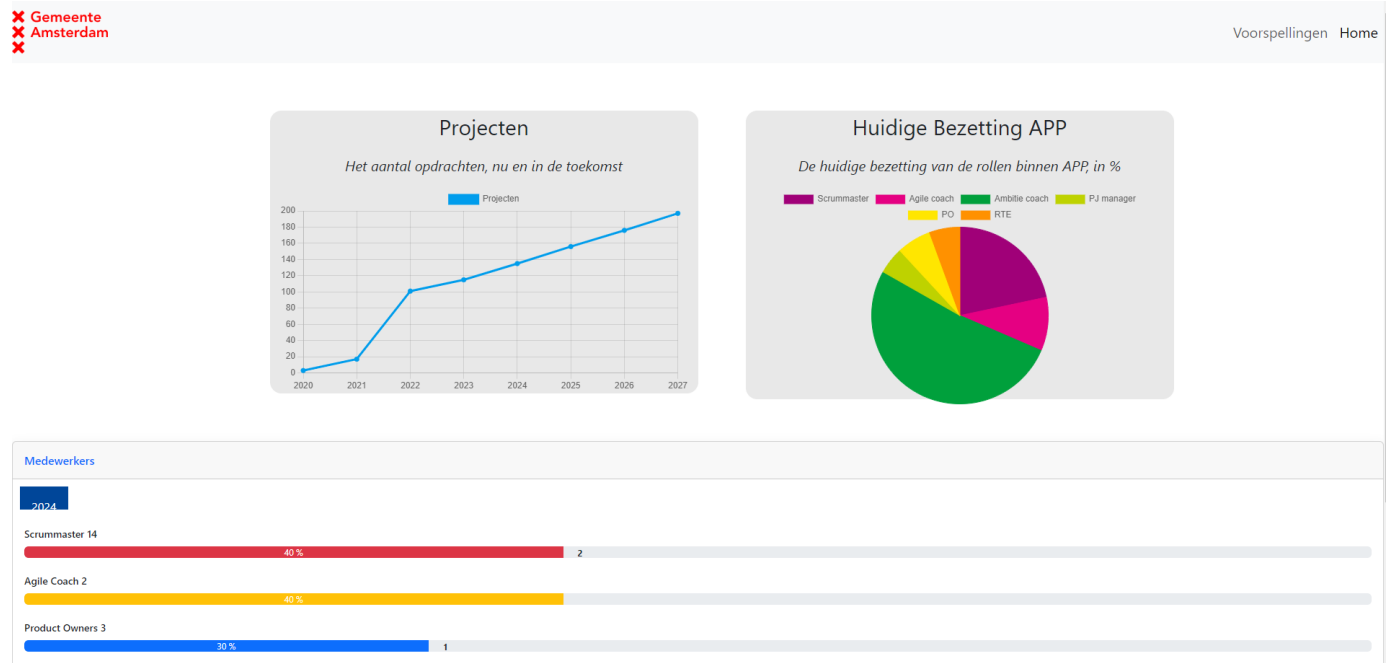 Gemeente
Amsterdam
Voorspellingen Home
Projecten
Het aantal opdrachten, nu en in de toekomst
Projecten
200
180
160
140
120
100
80
60
40
20
0
2020 2021 2022 2023 2024 2025 2026 2027
Huidige Bezetting APP
De huidige bezetting van de rollen binnen APP, in %
Scrummaster Agile coach Ambitie coach PJ manager
PO RTE
Medewerkers
2024
Scrummaster 14
40 % 2
Agile Coach 2
40 %
Product Owners 3
30 % 1